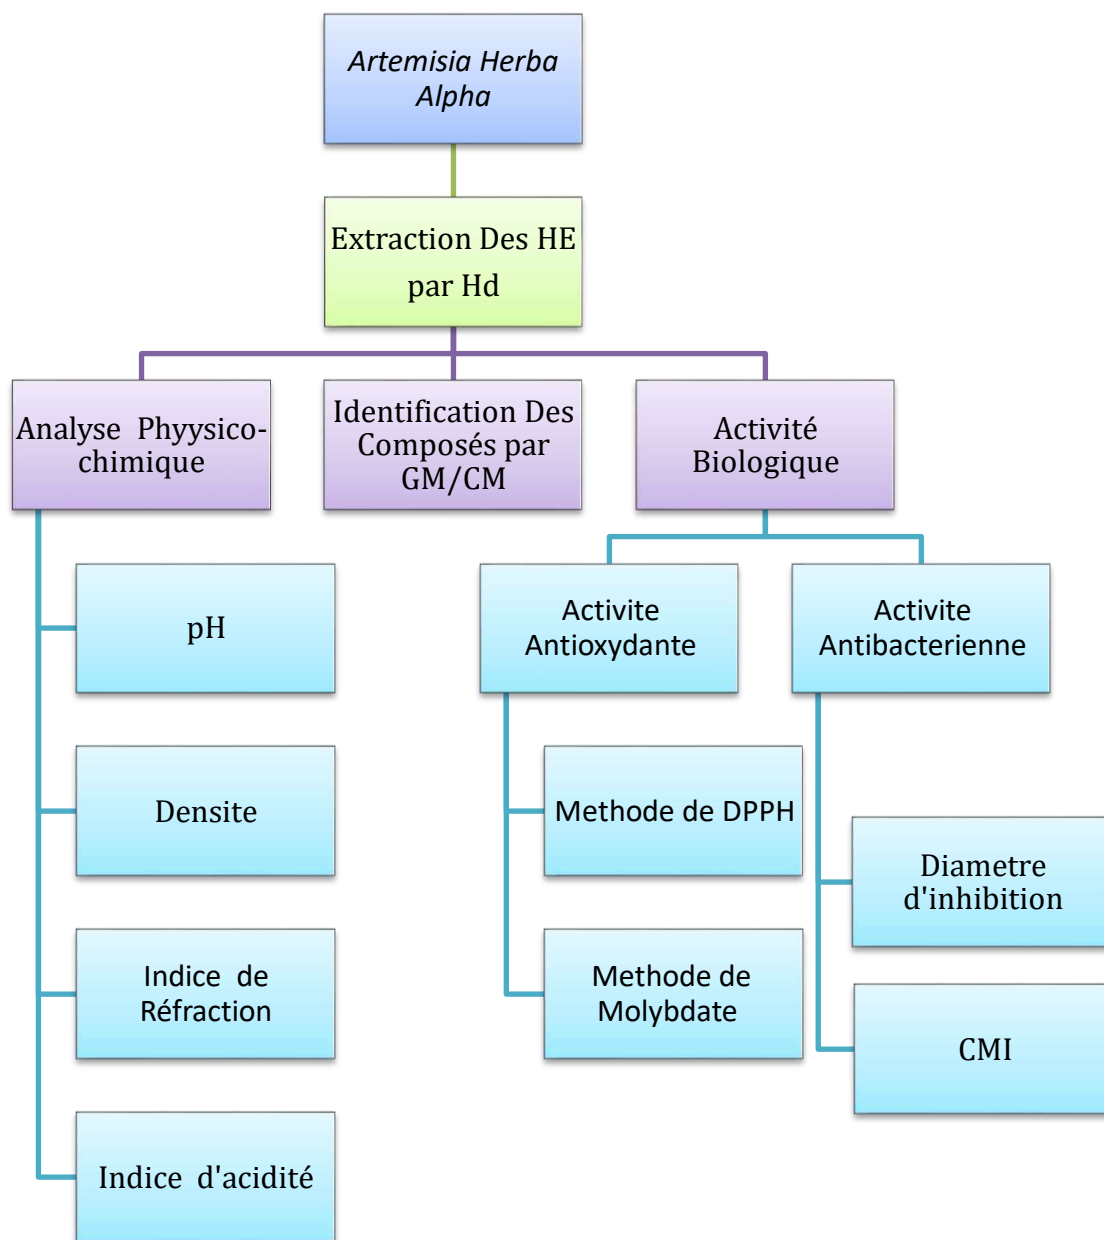 Artemisia Herba
Alpha
Extraction Des HE
par Hd
Analyse Phyysico-
chimique
Identification Des
Composés par
GM/CM
Activité
Biologique
pH
Densite
Indice de
Réfraction
Indice d'acidité
Activite
Antioxydante
Methode de DPPH
Methode de
Molybdate
Activite
Antibacterienne
Diametre
d'inhibition
CMI